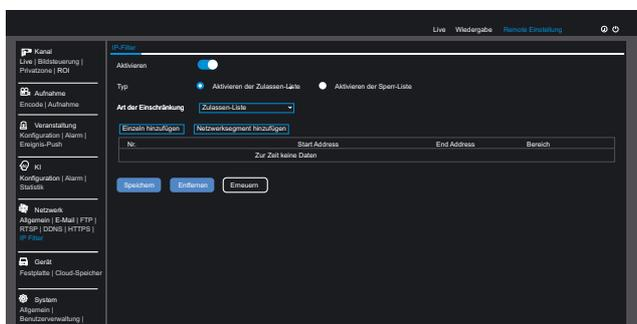 Live Wiedergabe Remote Einstellung
Kanal
Live | Bildsteuerung |
Privatzone | ROI
Aufnahme
Encode | Aufnahme
Veranstaltung
Konfiguration | Alarm |
Ereignis-Push
KI
Konfiguration | Alarm |
Statistik
Netzwerk
Allgemein | E-Mail | FTP |
RTSP | DDNS | HTTPS |
IP Filter
Gerät
Festplatte | Cloud-Speicher
System
Allgemein |
Benutzerverwaltung |
IP-Filter
Aktivieren
Typ Aktivieren der Zulassen-Liste Aktivieren der Sperr-Liste
Art der Einschränkung Zulassen-Liste
Einzeln hinzufügen Netzwerksegment hinzufügen
Nr. Start Address End Address Bereich
Zur Zeit keine Daten
Speichern Entfernen Erneuern